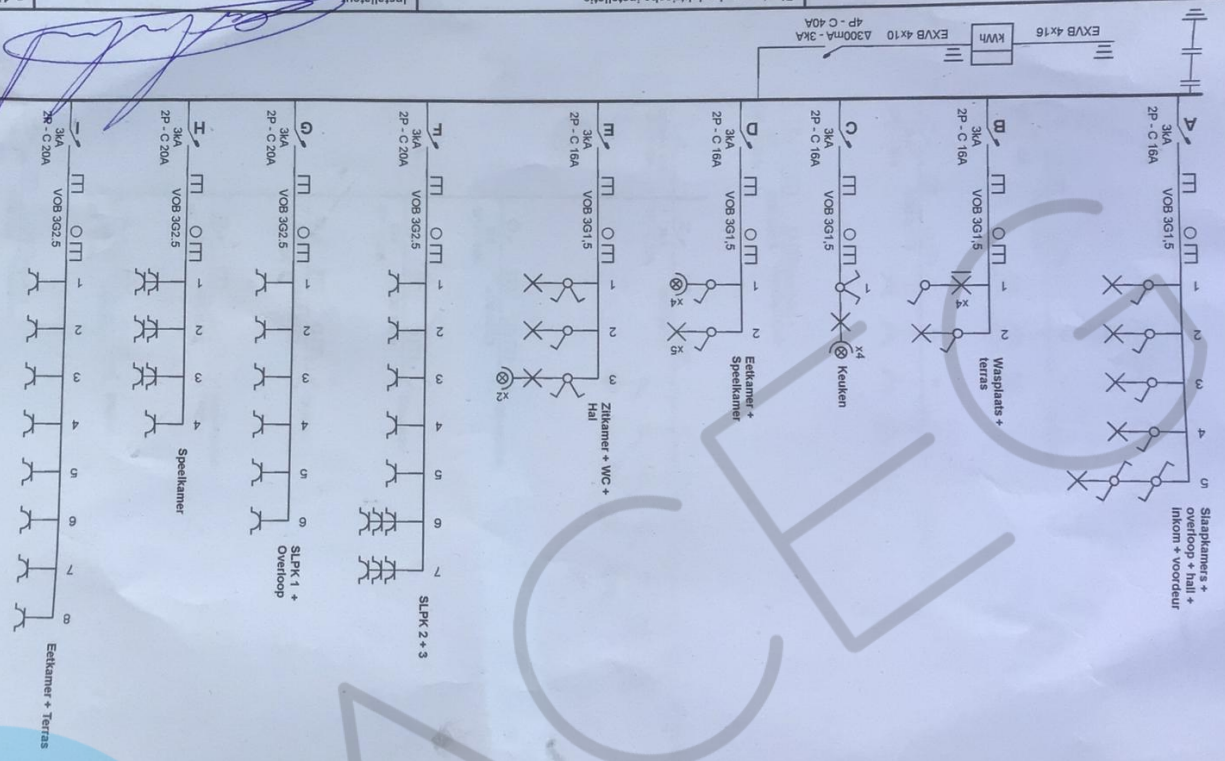 EXVB 4x16
kWh
EXVB 4x10
Δ300mA - 3kA
4P - C 40A
A
3kA
2P - C 16A
VOB 3G1,5
1
2
3
4
5
Slaapkamers +
overloop + hall +
inkom + voordeur
B
3kA
2P - C 16A
VOB 3G1,5
1
x4
2
Wasplaats +
terras
C
3kA
2P - C 16A
VOB 3G1,5
1
x4
Keuken
D
3kA
2P - C 16A
VOB 3G1,5
1
x4
2
x5
Eetkamer +
Speelkamer
E
3kA
2P - C 16A
VOB 3G1,5
1
2
3
x2
Zitkamer + WC +
Hal
F
3kA
2P - C 20A
VOB 3G2.5
1
2
3
4
5
6
7
SLPK 2 + 3
G
3kA
2P - C 20A
VOB 3G2.5
1
2
3
4
5
6
SLPK 1 +
Overloop
H
3kA
2P - C 20A
VOB 3G2.5
1
2
3
4
Speelkamer
I
3kA
2P - C 20A
VOB 3G2.5
1
2
3
4
5
6
7
8
Eetkamer + Terras
ACEG